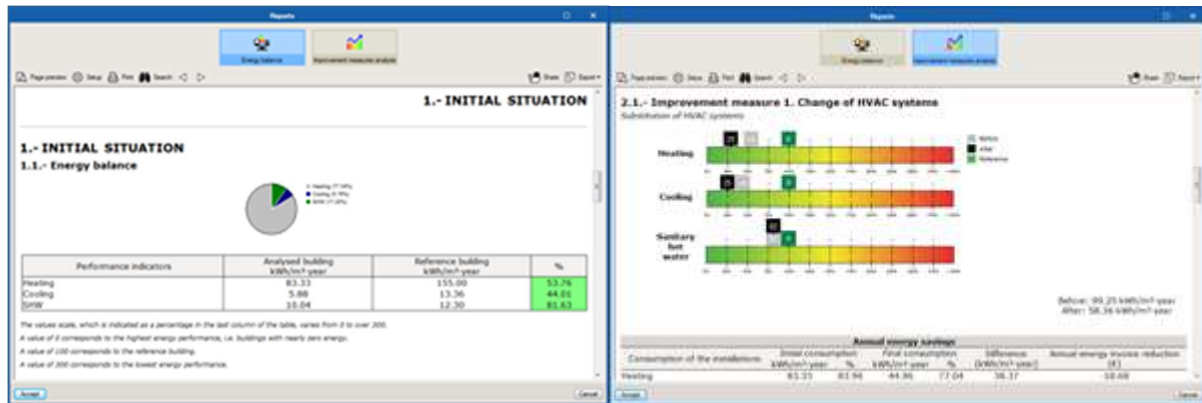 Reports
Energy balance
Improvement measures analysis
Page preview Setup Print Search
Share Export
1.- INITIAL SITUATION
1.- INITIAL SITUATION
1.1.- Energy balance
Heating
Cooling
SHW
Performance indicators Analysed building kWh/m²·year Reference building kWh/m²·year %
Heating 83.33 155.00 53.76
Cooling 5.88 13.36 44.01
SHW 10.04 12.30 81.63
The values scale, which is indicated as a percentage in the last column of the table, varies from 0 to over 300.
A value of 0 corresponds to the highest energy performance, i.e. buildings with nearly zero energy.
A value of 100 corresponds to the reference building.
A value of 300 corresponds to the lowest energy performance.
Accept Cancel
Reports
Energy balance
Improvement measures analysis
Page preview Setup Print Search
Share Export
2.1.- Improvement measure 1. Change of HVAC systems
Substitution of HVAC systems
Before
After
Reference
Heating
Cooling
Sanitary hot water
Before: 99.25 kWh/m²·year
After: 58.36 kWh/m²·year
Annual energy savings
Consumption of the installations Initial consumption Final consumption Difference Annual energy invoice reduction
kWh/m²·year % kWh/m²·year % (kWh/m²·year) (€)
Heating 83.33 83.96 44.96 77.04 38.37
Accept Cancel